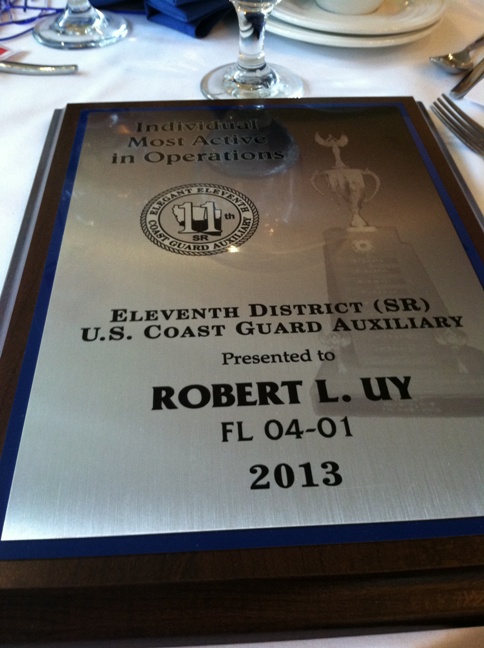 Individual
Most Active
in Operations
ELEGANT ELEVENTH
11th
SR
COAST GUARD AUXILIARY
ELEVENTH DISTRICT (SR)
U.S. COAST GUARD AUXILIARY
Presented to
ROBERT L. UY
FL 04-01
2013